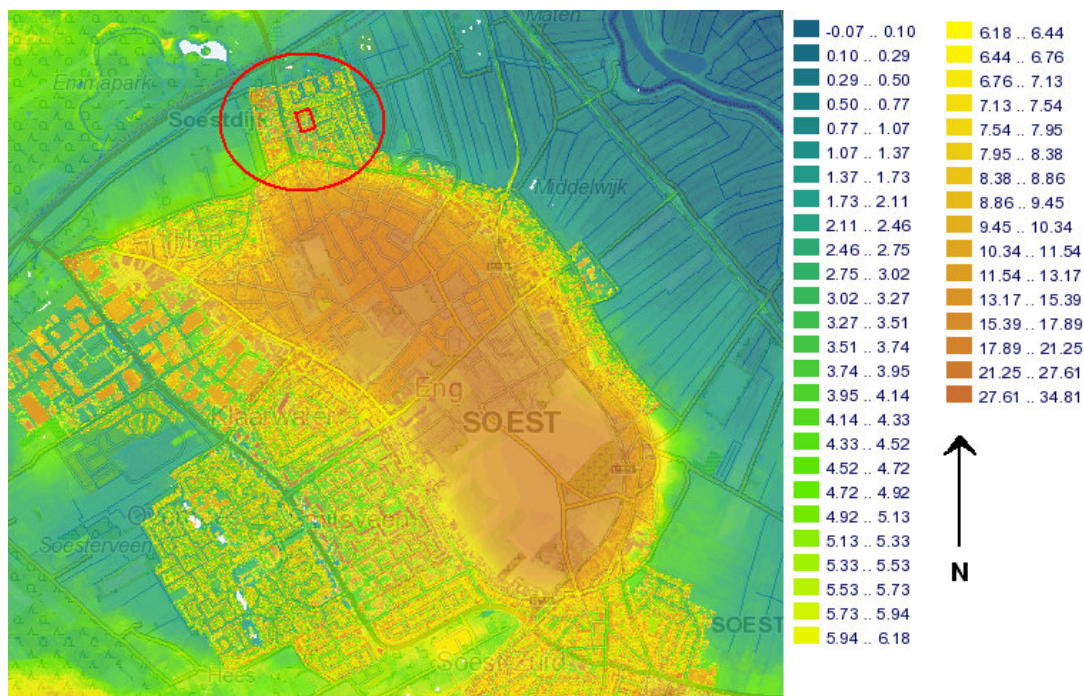 Maten
Emmapark
Soestdijk
Middelwijk
Eng
SOEST
Klaarwater
Soesterveen
SOEST
Hees
Soest-Zuid
-0.07 .. 0.10
0.10 .. 0.29
0.29 .. 0.50
0.50 .. 0.77
0.77 .. 1.07
1.07 .. 1.37
1.37 .. 1.73
1.73 .. 2.11
2.11 .. 2.46
2.46 .. 2.75
2.75 .. 3.02
3.02 .. 3.27
3.27 .. 3.51
3.51 .. 3.74
3.74 .. 3.95
3.95 .. 4.14
4.14 .. 4.33
4.33 .. 4.52
4.52 .. 4.72
4.72 .. 4.92
4.92 .. 5.13
5.13 .. 5.33
5.33 .. 5.53
5.53 .. 5.73
5.73 .. 5.94
5.94 .. 6.18
6.18 .. 6.44
6.44 .. 6.76
6.76 .. 7.13
7.13 .. 7.54
7.54 .. 7.95
7.95 .. 8.38
8.38 .. 8.86
8.86 .. 9.45
9.45 .. 10.34
10.34 .. 11.54
11.54 .. 13.17
13.17 .. 15.39
15.39 .. 17.89
17.89 .. 21.25
21.25 .. 27.61
27.61 .. 34.81
N